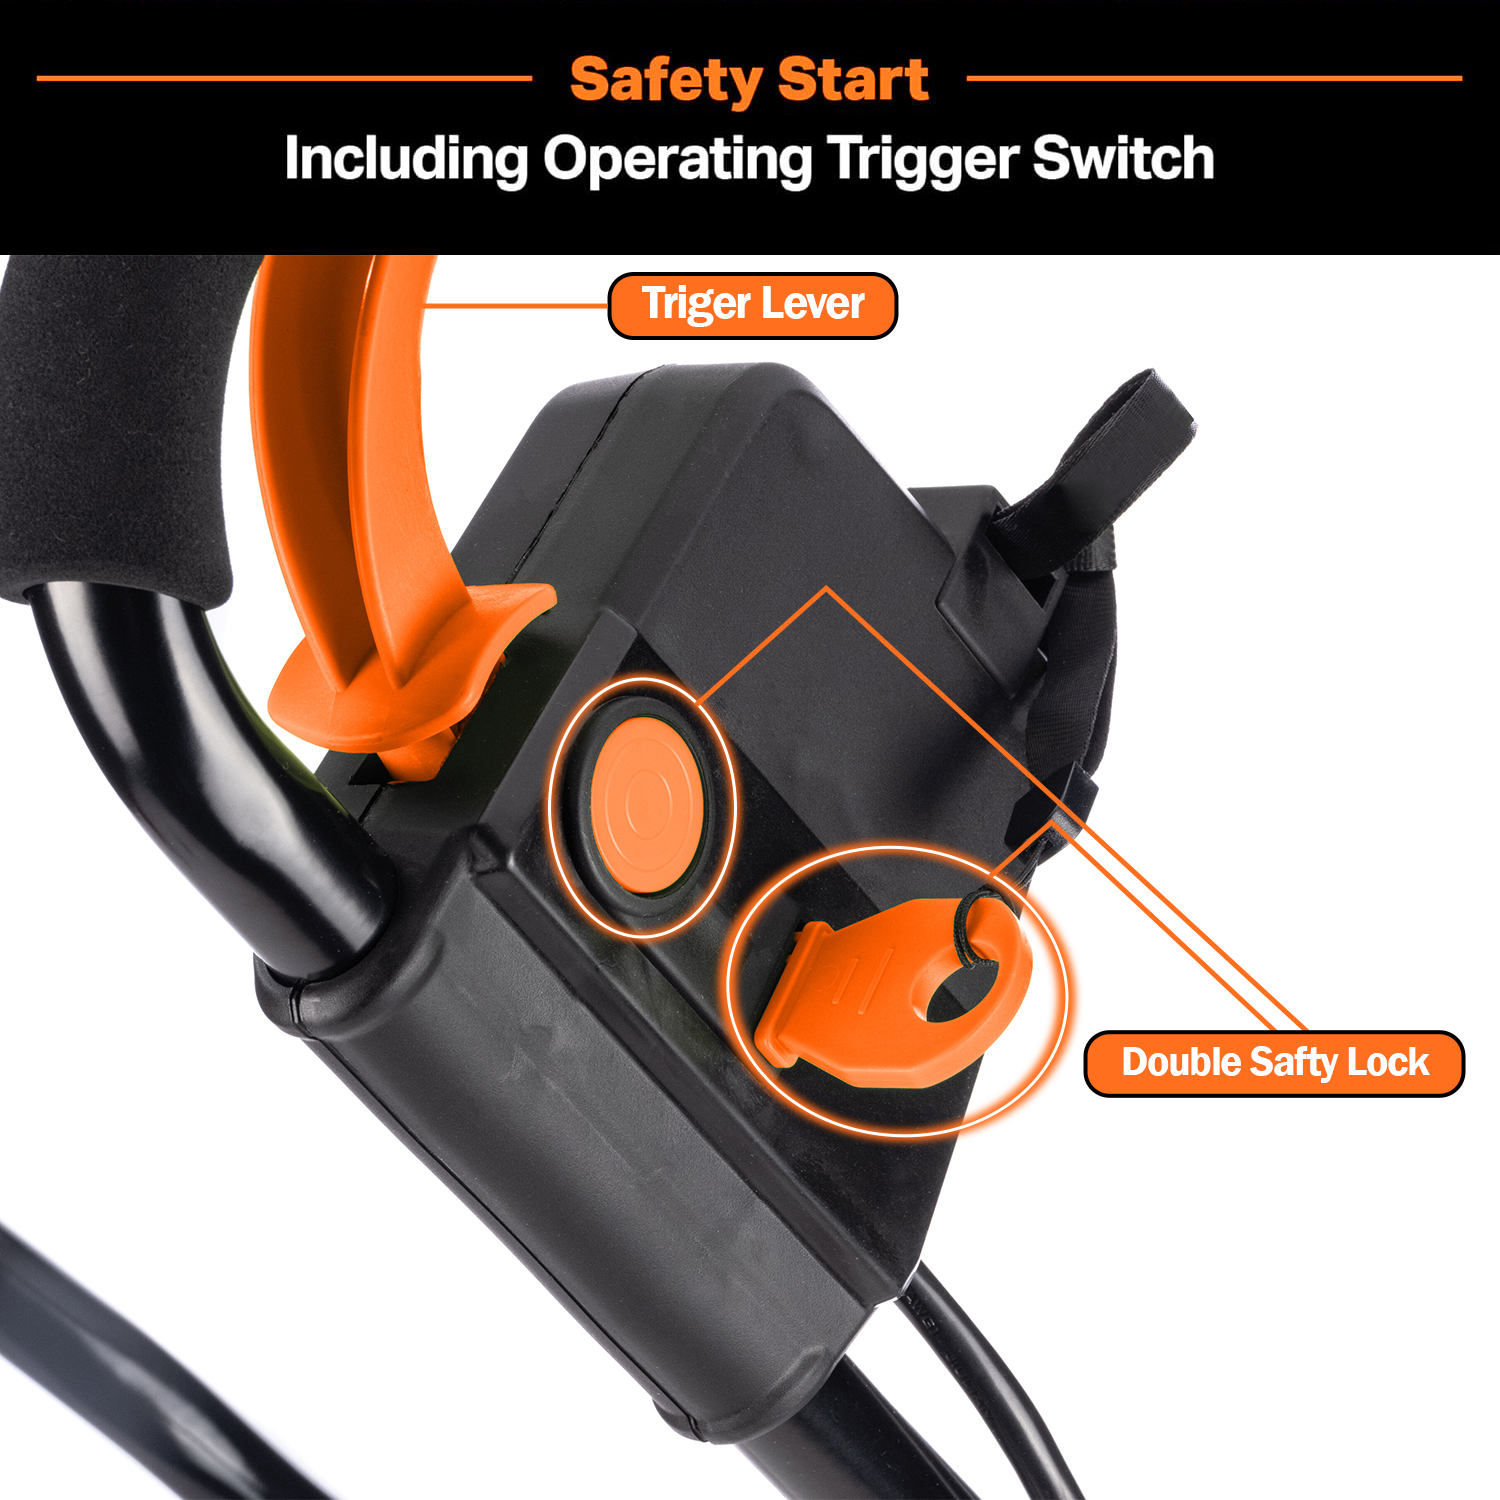 Safety Start
Including Operating Trigger Switch
Triger Lever
Double Safty Lock